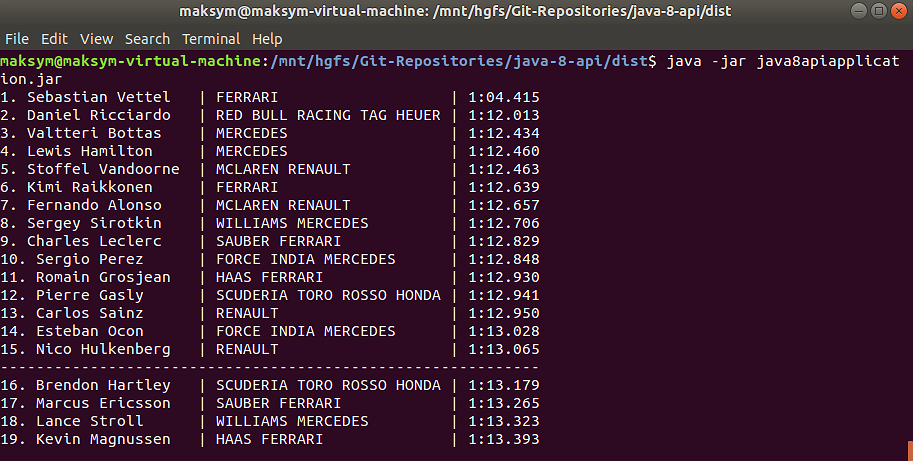 maksym@maksym-virtual-machine: /mnt/hgfs/Git-Repositories/java-8-api/dist
File Edit View Search Terminal Help
maksym@maksym-virtual-machine:/mnt/hgfs/Git-Repositories/java-8-api/dist$ java -jar java8apiapplicat
ion.jar
1. Sebastian Vettel   | FERRARI                   | 1:04.415
2. Daniel Ricciardo   | RED BULL RACING TAG HEUER | 1:12.013
3. Valtteri Bottas    | MERCEDES                  | 1:12.434
4. Lewis Hamilton     | MERCEDES                  | 1:12.460
5. Stoffel Vandoorne  | MCLAREN RENAULT           | 1:12.463
6. Kimi Raikkonen     | FERRARI                   | 1:12.639
7. Fernando Alonso    | MCLAREN RENAULT           | 1:12.657
8. Sergey Sirotkin    | WILLIAMS MERCEDES         | 1:12.706
9. Charles Leclerc    | SAUBER FERRARI            | 1:12.829
10. Sergio Perez      | FORCE INDIA MERCEDES      | 1:12.848
11. Romain Grosjean   | HAAS FERRARI              | 1:12.930
12. Pierre Gasly      | SCUDERIA TORO ROSSO HONDA | 1:12.941
13. Carlos Sainz      | RENAULT                   | 1:12.950
14. Esteban Ocon      | FORCE INDIA MERCEDES      | 1:13.028
15. Nico Hulkenberg   | RENAULT                   | 1:13.065
------------------------------------------------------------
16. Brendon Hartley   | SCUDERIA TORO ROSSO HONDA | 1:13.179
17. Marcus Ericsson   | SAUBER FERRARI            | 1:13.265
18. Lance Stroll      | WILLIAMS MERCEDES         | 1:13.323
19. Kevin Magnussen   | HAAS FERRARI              | 1:13.393